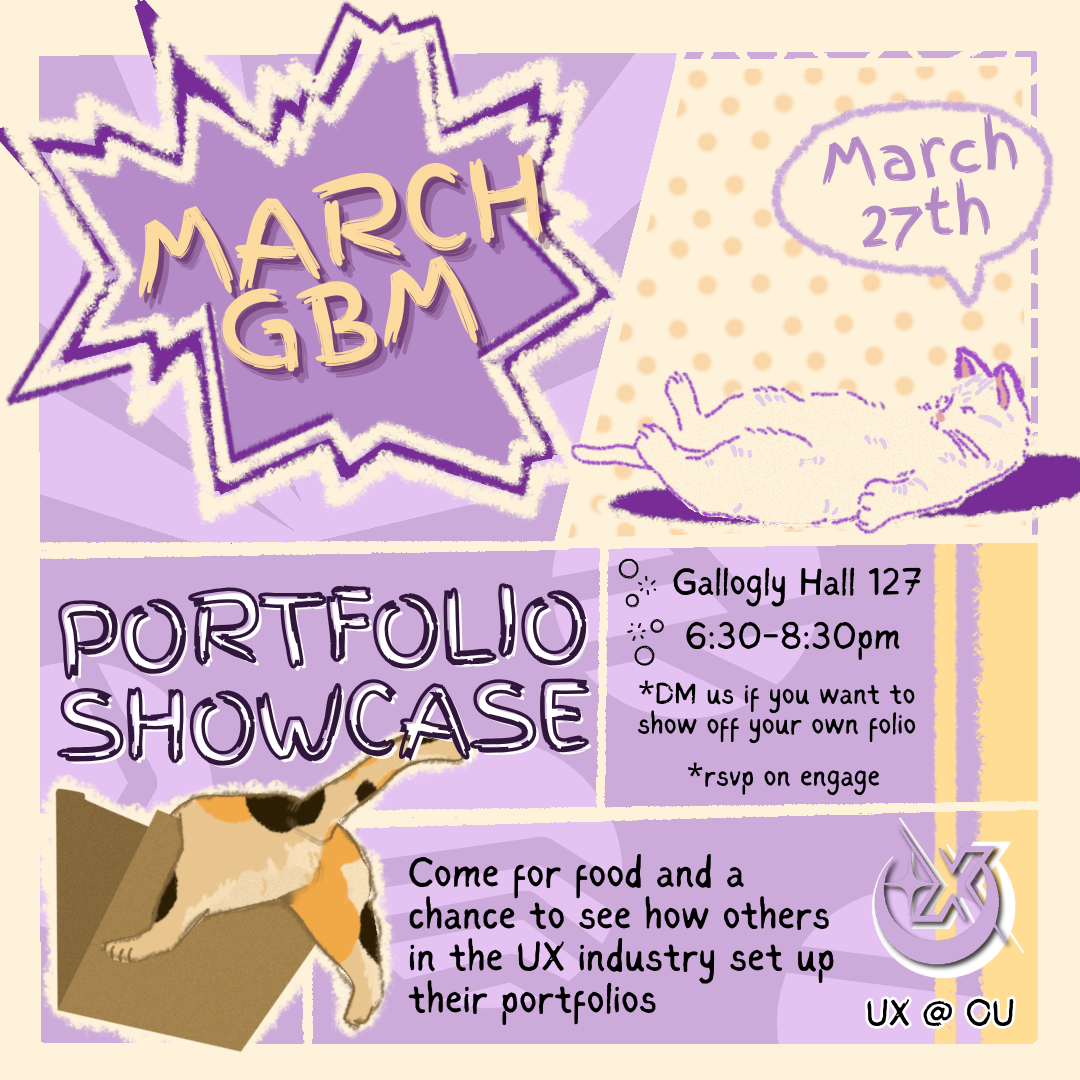 MARCH
GBM
March
27th
PORTFOLIO
SHOWCASE
Gallogly Hall 127
6:30-8:30pm
*DM us if you want to
show off your own folio
*rsvp on engage
Come for food and a
chance to see how others
in the UX industry set up
their portfolios
UX
UX @ OU